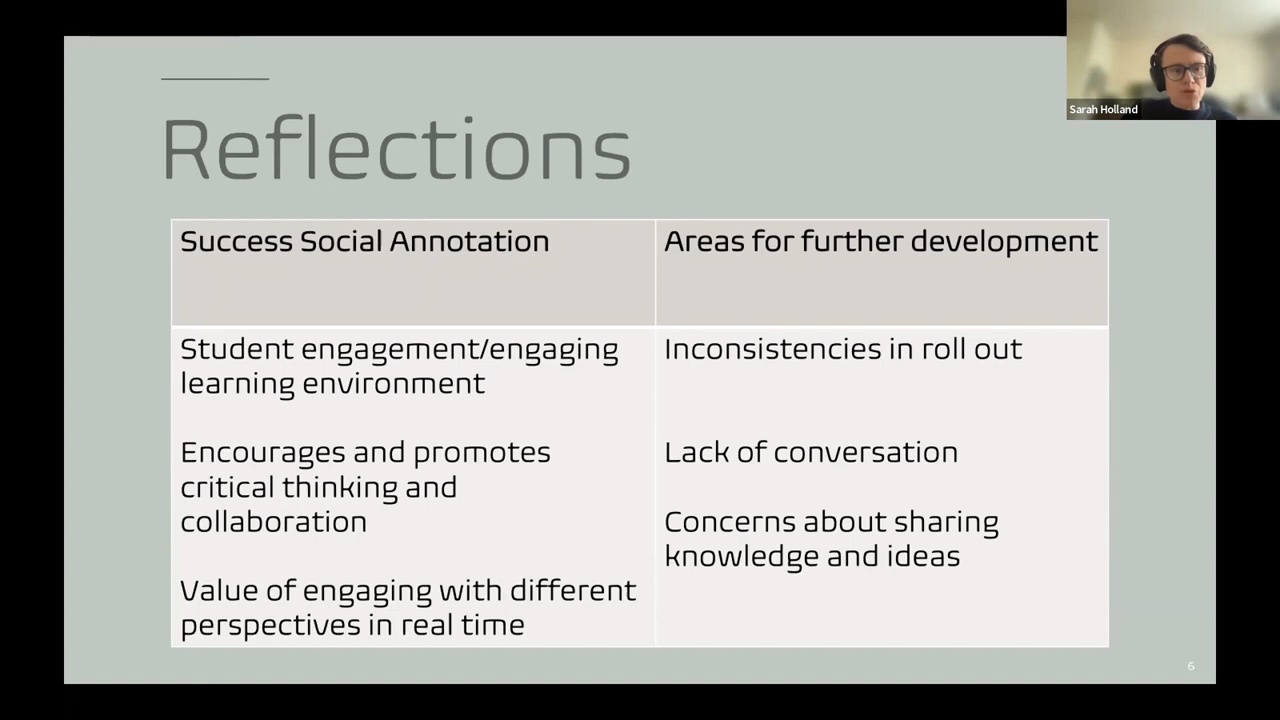 Sarah Holland
Reflections
Success Social Annotation
Areas for further development
Student engagement/engaging
learning environment
Encourages and promotes
critical thinking and
collaboration
Value of engaging with different
perspectives in real time
Inconsistencies in roll out
Lack of conversation
Concerns about sharing
knowledge and ideas
6